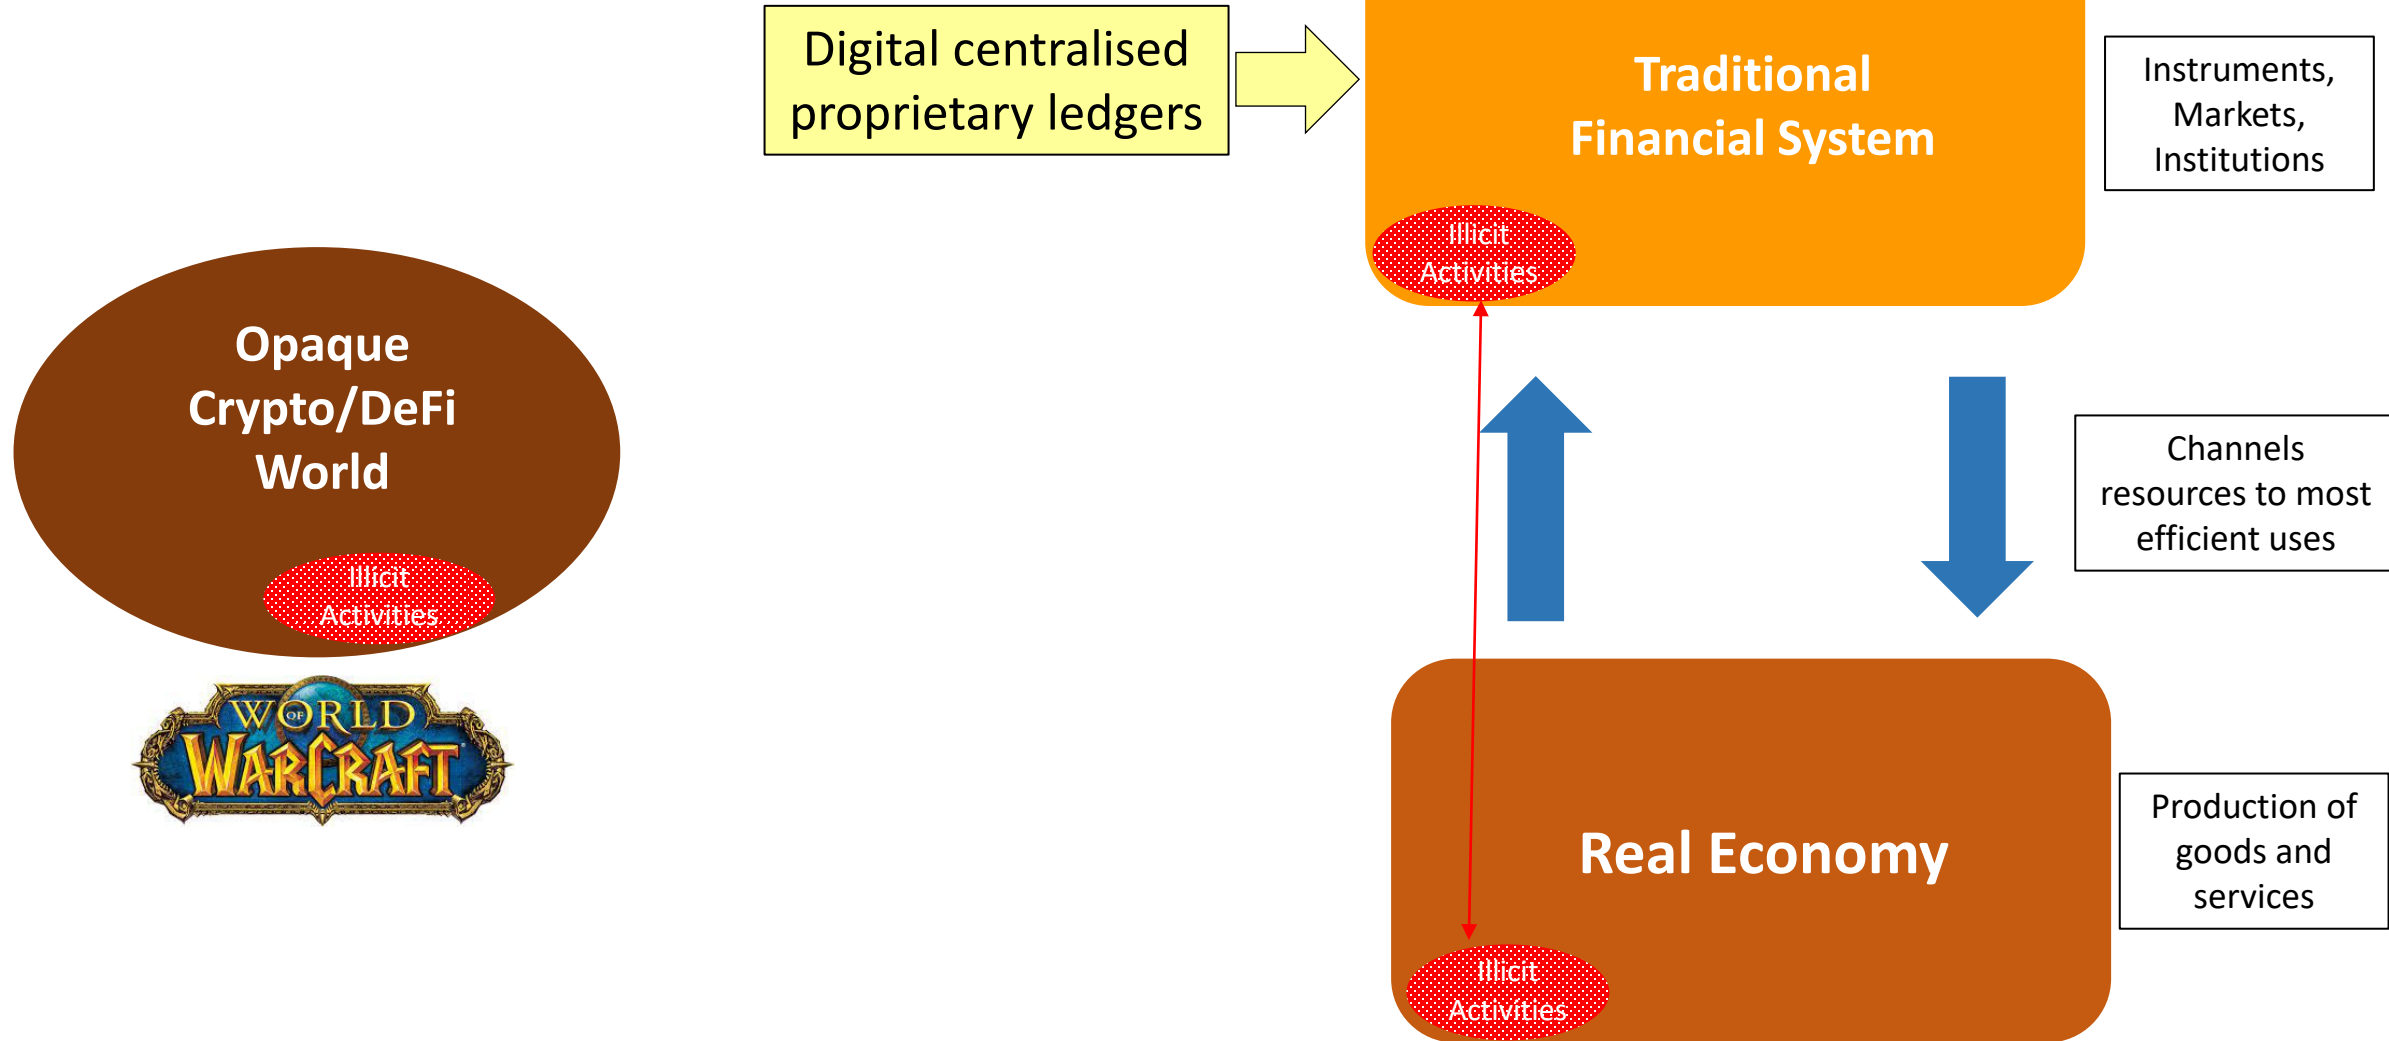 Digital centralised
proprietary ledgers
Traditional
Financial System
Instruments,
Markets,
Institutions
Illicit
Activities
Opaque
Crypto/DeFi
World
Illicit
Activities
WORLD
OF
WARCRAFT
Channels
resources to most
efficient uses
Real Economy
Production of
goods and
services
Illicit
Activities